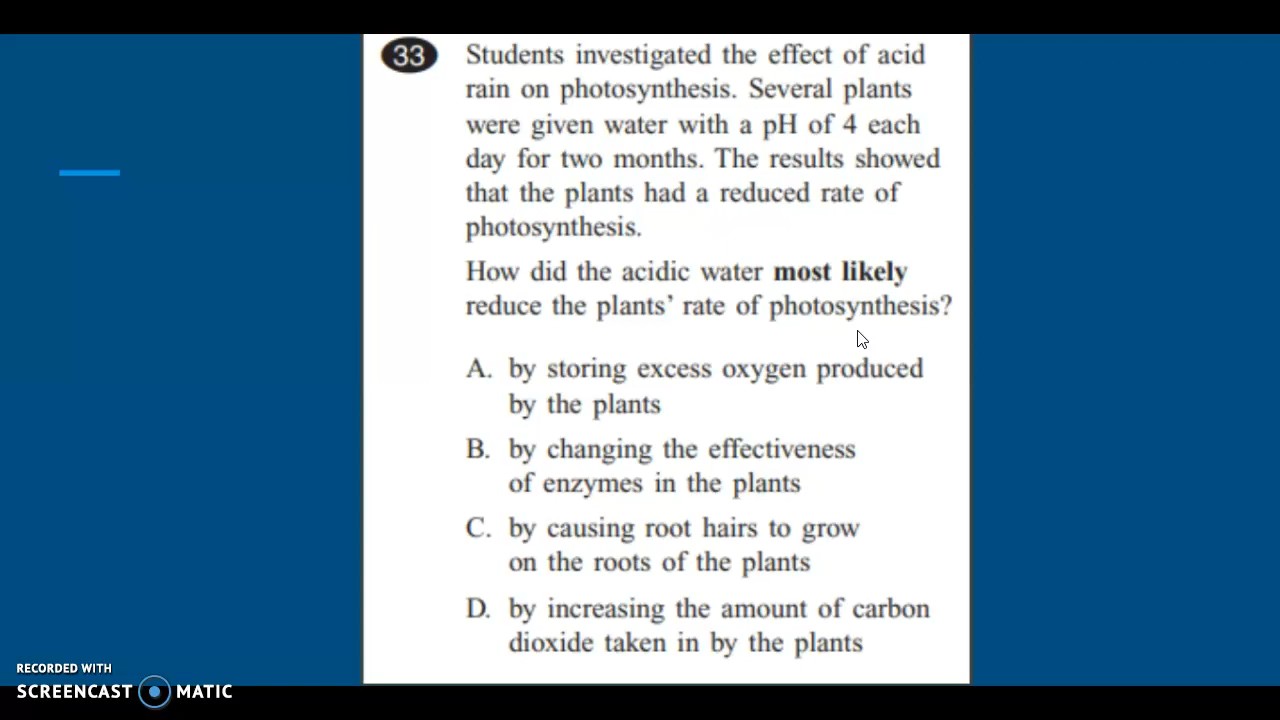 33 Students investigated the effect of acid
rain on photosynthesis. Several plants
were given water with a pH of 4 each
day for two months. The results showed
that the plants had a reduced rate of
photosynthesis.
How did the acidic water most likely
reduce the plants' rate of photosynthesis?
A. by storing excess oxygen produced
by the plants
B. by changing the effectiveness
of enzymes in the plants
C. by causing root hairs to grow
on the roots of the plants
D. by increasing the amount of carbon
dioxide taken in by the plants
RECORDED WITH
SCREENCAST MATIC